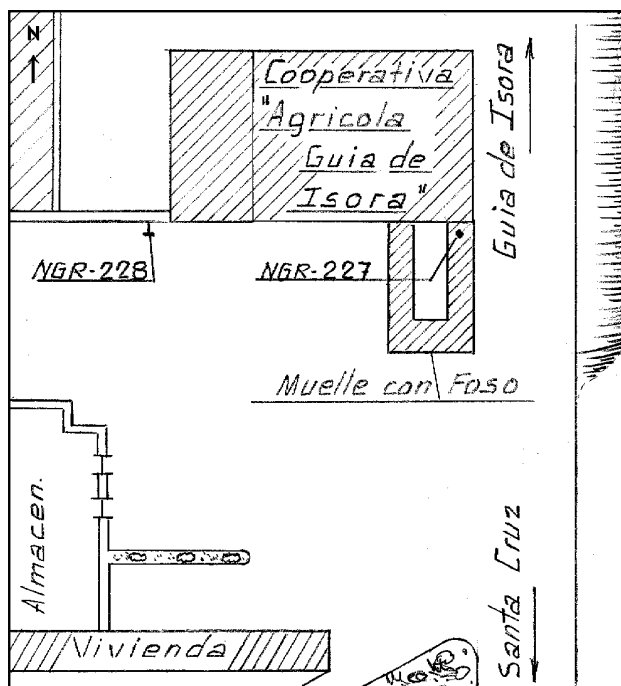 N
Cooperativa
"Agricola
Guia de
Isora"
Guia de Isora
NGR-228
NGR-227
Muelle con Foso
Almacen.
Santa Cruz
Vivienda